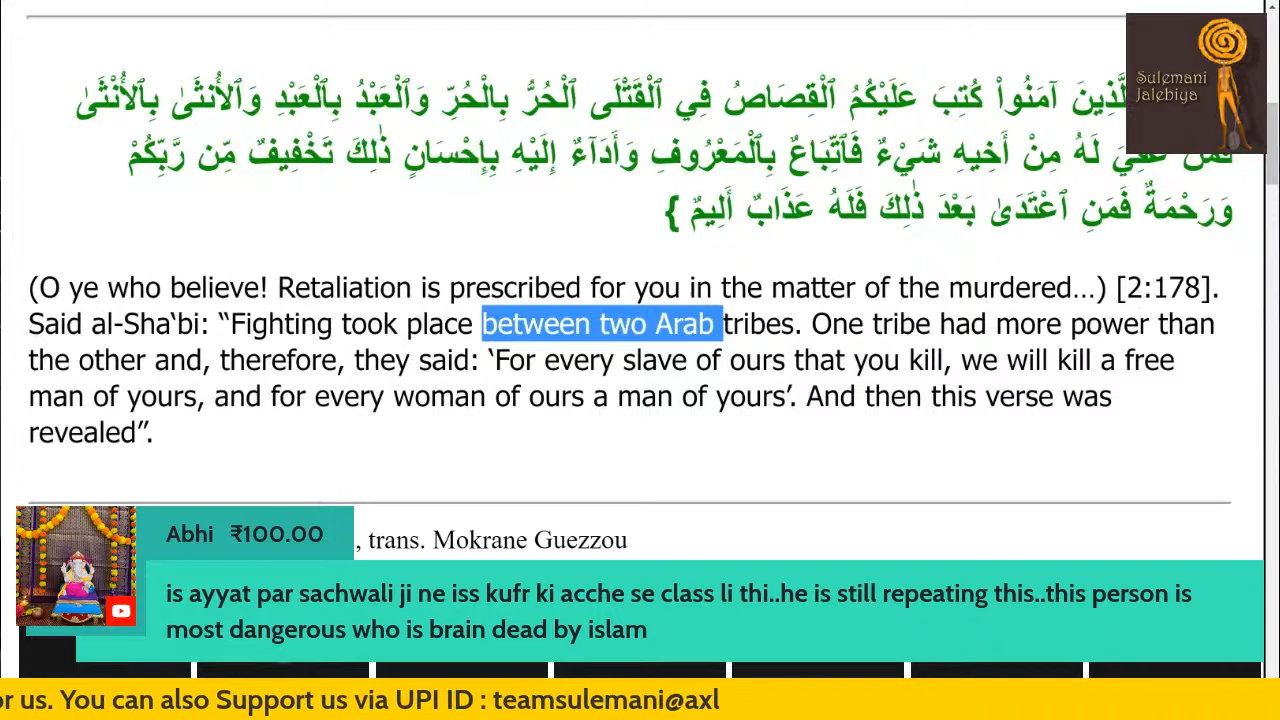 Sulemani
Jalebiya
لَّذِينَ آمَنُواْ كُتِبَ عَلَيْكُمُ ٱلْقِصَاصُ فِي ٱلْقَتْلَى ٱلْحُرُّ بِالْحُرِّ وَٱلْعَبْدُ بِٱلْعَبْدِ وَٱلأُنثَىٰ بِٱلأُنْثَىٰ
عُفِيَ لَهُ مِنْ أَخِيهِ شَيْءٌ فَٱتِّبَاعٌ بِٱلْمَعْرُوفِ وَأَدَآءٌ إِلَيْهِ بِإِحْسَانٍ ذٰلِكَ تَخْفِيفٌ مِّن رَّبِّكُمْ
وَرَحْمَةٌ فَمَنِ ٱعْتَدَىٰ بَعْدَ ذٰلِكَ فَلَهُ عَذَابٌ أَلِيمٌ }
(O ye who believe! Retaliation is prescribed for you in the matter of the murdered…) [2:178].
Said al-Sha‘bi: “Fighting took place between two Arab tribes. One tribe had more power than
the other and, therefore, they said: ‘For every slave of ours that you kill, we will kill a free
man of yours, and for every woman of ours a man of yours’. And then this verse was
revealed”.
, trans. Mokrane Guezzou
Abhi ₹100.00
is ayyat par sachwali ji ne iss kufr ki acche se class li thi..he is still repeating this..this person is
most dangerous who is brain dead by islam
or us. You can also Support us via UPI ID : teamsulemani@axl